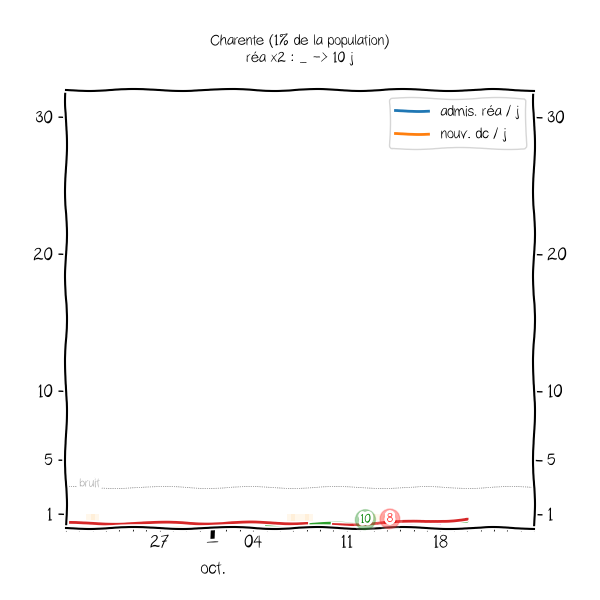 Charente (1% de la population)
réa x2 : _ -> 10 j
admis. réa / j
nouv. dc / j
30
30
20
20
10
10
5
5
bruit
1
10
8
1
27
04
11
18
oct.